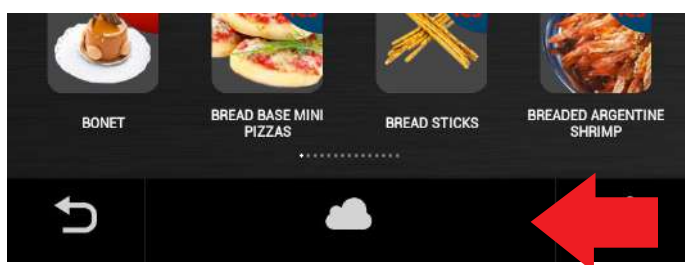 BONET
BREAD BASE MINI
PIZZAS
BREAD STICKS
BREADED ARGENTINE
SHRIMP